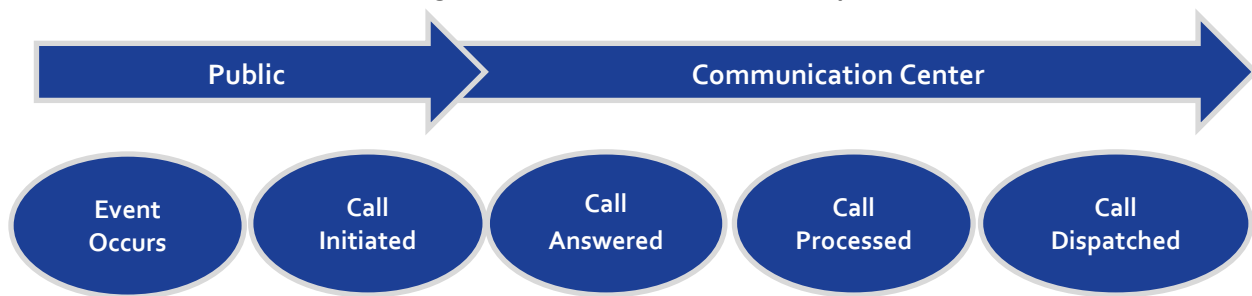 Public
Communication Center
Event
Occurs
Call
Initiated
Call
Answered
Call
Processed
Call
Dispatched